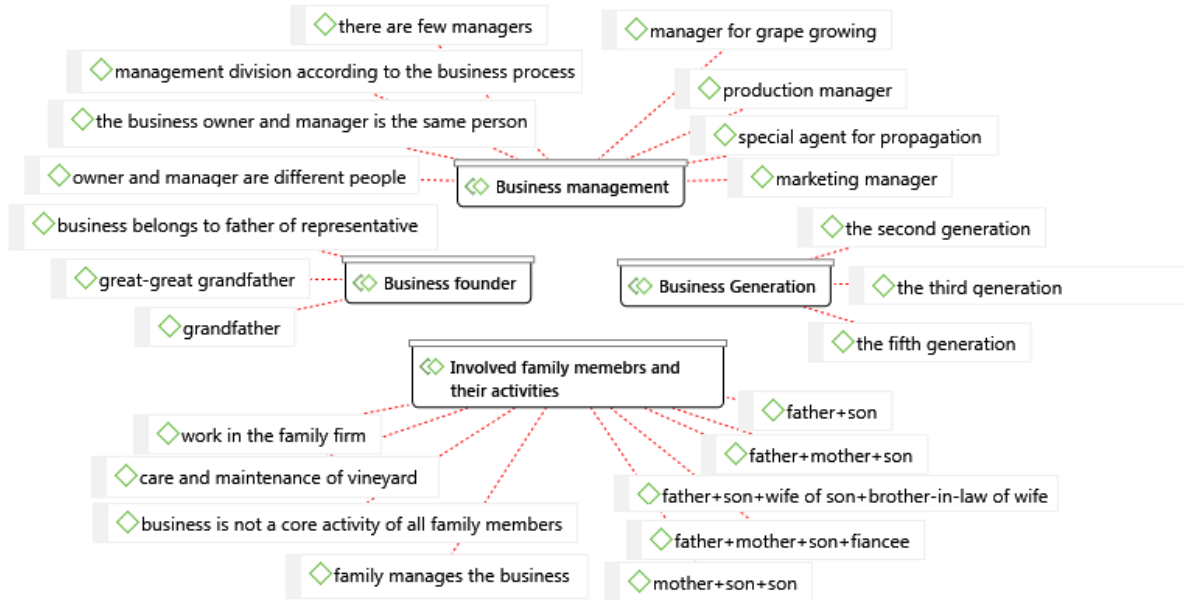 there are few managers
manager for grape growing
management division according to the business process
production manager
the business owner and manager is the same person
special agent for propagation
owner and manager are different people
Business management
marketing manager
business belongs to father of representative
the second generation
great-great grandfather
Business founder
Business Generation
the third generation
grandfather
the fifth generation
Involved family memebrs and
their activities
father+son
work in the family firm
father+mother+son
care and maintenance of vineyard
father+son+wife of son+brother-in-law of wife
business is not a core activity of all family members
father+mother+son+fiancee
family manages the business
mother+son+son